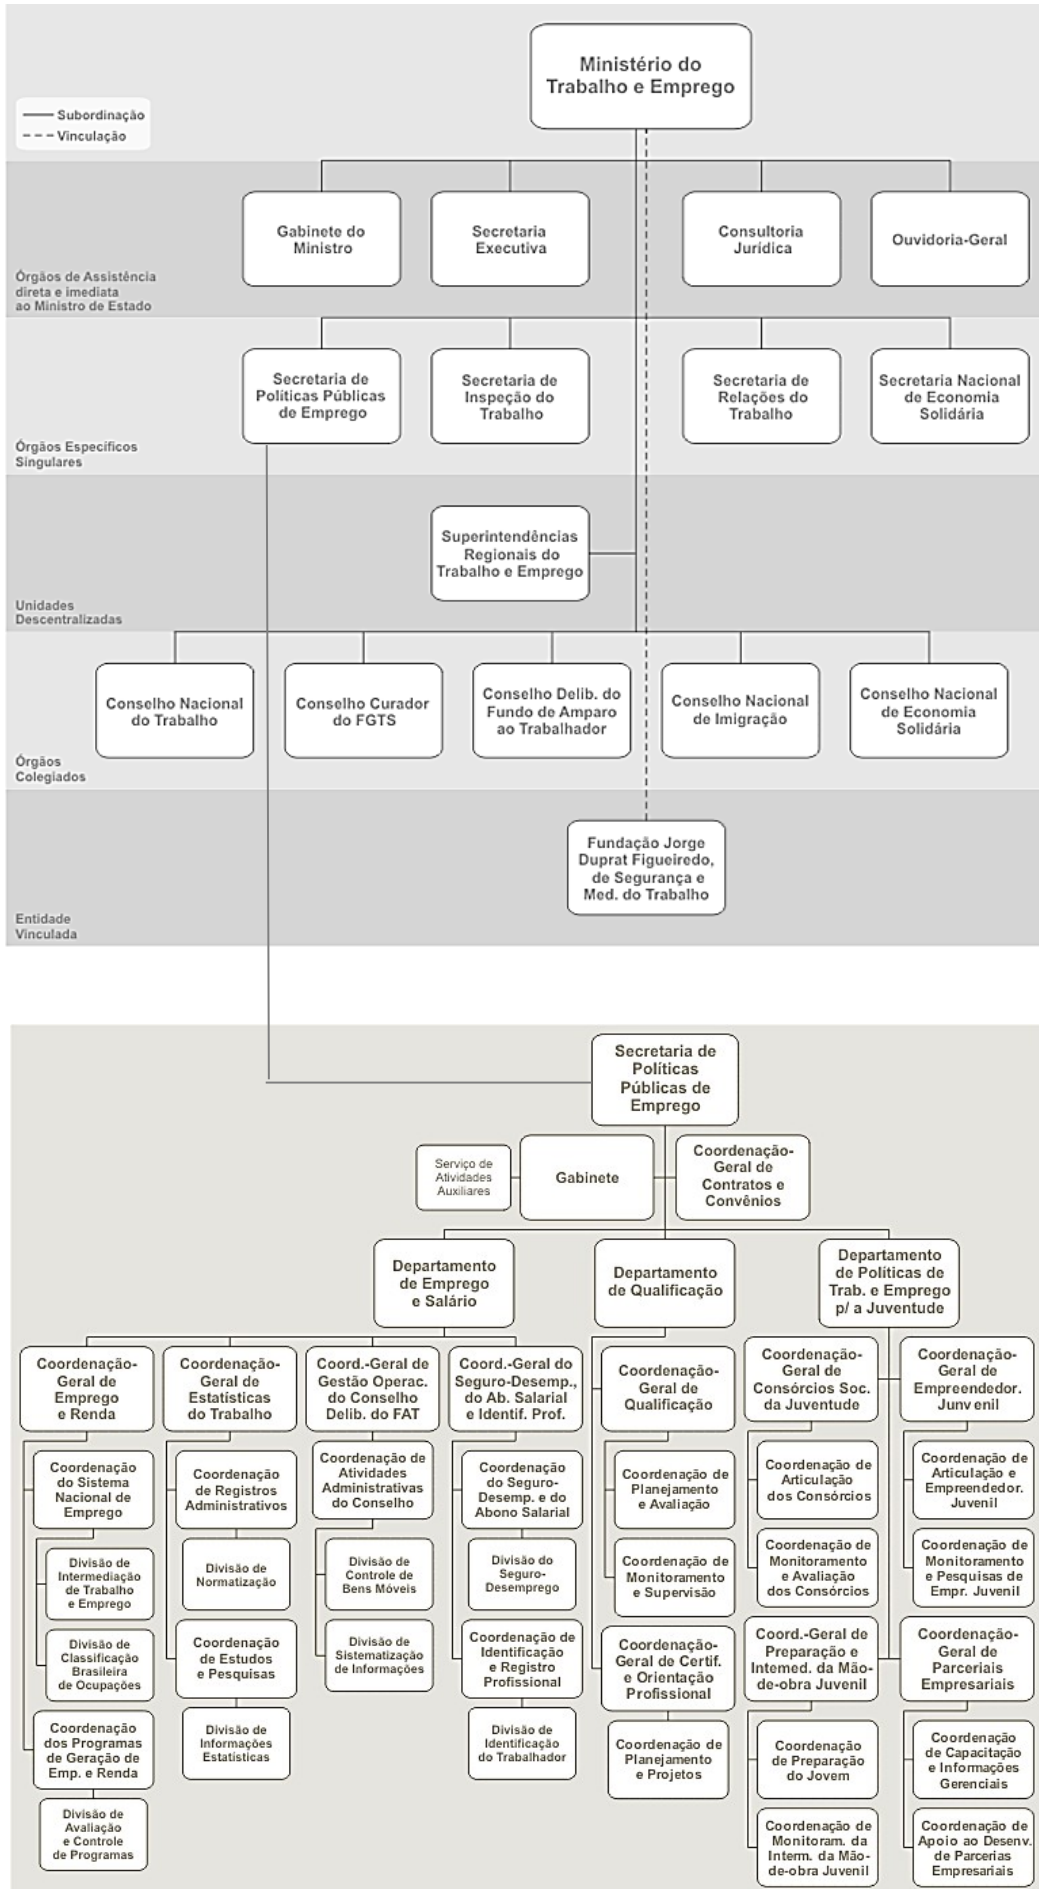 Ministério do
Trabalho e Emprego
Subordinação
Vinculação
Gabinete do
Ministro
Secretaria
Executiva
Consultoria
Jurídica
Ouvidoria-Geral
Órgãos de Assistência
direta e imediata
ao Ministro de Estado
Secretaria de
Políticas Públicas
de Emprego
Secretaria de
Inspeção do
Trabalho
Secretaria de
Relações do
Trabalho
Secretaria Nacional
de Economia
Solidária
Órgãos Específicos
Singulares
Superintendências
Regionais do
Trabalho e Emprego
Unidades
Descentralizadas
Conselho Nacional
do Trabalho
Conselho Curador
do FGTS
Conselho Delib. do
Fundo de Amparo
ao Trabalhador
Conselho Nacional
de Imigração
Conselho Nacional
de Economia
Solidária
Órgãos
Colegiados
Fundação Jorge
Duprat Figueiredo,
de Segurança e
Med. do Trabalho
Entidade
Vinculada
Secretaria de
Políticas
Públicas de
Emprego
Serviço de
Atividades
Auxiliares
Gabinete
Coordenação-
Geral de
Contratos e
Convênios
Departamento
de Emprego
e Salário
Departamento
de Qualificação
Departamento
de Políticas de
Trab. e Emprego
p/ a Juventude
Coordenação-
Geral de
Emprego
e Renda
Coordenação-
Geral de
Estatísticas
do Trabalho
Coord.-Geral de
Gestão Operac.
do Conselho
Delib. do FAT
Coord.-Geral do
Seguro-Desemp.,
do Ab. Salarial
e Identif. Prof.
Coordenação-
Geral de
Qualificação
Coordenação-
Geral de
Consórcios Soc.
da Juventude
Coordenação-
Geral de
Empreendedor.
Junvenil
Coordenação
do Sistema
Nacional de
Emprego
Coordenação
de Registros
Administrativos
Coordenação de
Atividades
Administrativas
do Conselho
Coordenação
do Seguro-
Desemp. e do
Abono Salarial
Coordenação de
Planejamento
e Avaliação
Coordenação de
Articulação
dos Consórcios
Coordenação de
Articulação e
Empreendedor.
Juvenil
Divisão de
Intermediação
de Trabalho
e Emprego
Divisão de
Normatização
Divisão de
Controle de
Bens Móveis
Divisão do
Seguro-
Desemprego
Coordenação de
Monitoramento
e Supervisão
Coordenação de
Monitoramento
e Avaliação
dos Consórcios
Coordenação de
Monitoramento
e Pesquisas de
Empr. Juvenil
Divisão de
Classificação
Brasileira
de Ocupações
Coordenação
de Estudos
e Pesquisas
Divisão de
Sistematização
de Informações
Coordenação de
Identificação
e Registro
Profissional
Coordenação-
Geral de Certif.
e Orientação
Profissional
Coord.-Geral de
Preparação e
Intemed. da Mão-
de-obra Juvenil
Coordenação-
Geral de
Parceriais
Empresariais
Coordenação
dos Programas
de Geração de
Emp. e Renda
Divisão de
Informações
Estatísticas
Divisão de
Identificação
do Trabalhador
Coordenação de
Planejamento
e Projetos
Coordenação
de Preparação
do Jovem
Coordenação
de Capacitação
e Informações
Gerenciais
Divisão de
Avaliação
e Controle
de Programas
Coordenação de
Monitoram. da
Interm. da Mão-
de-obra Juvenil
Coordenação de
Apoio ao Desenv.
de Parcerias
Empresariais